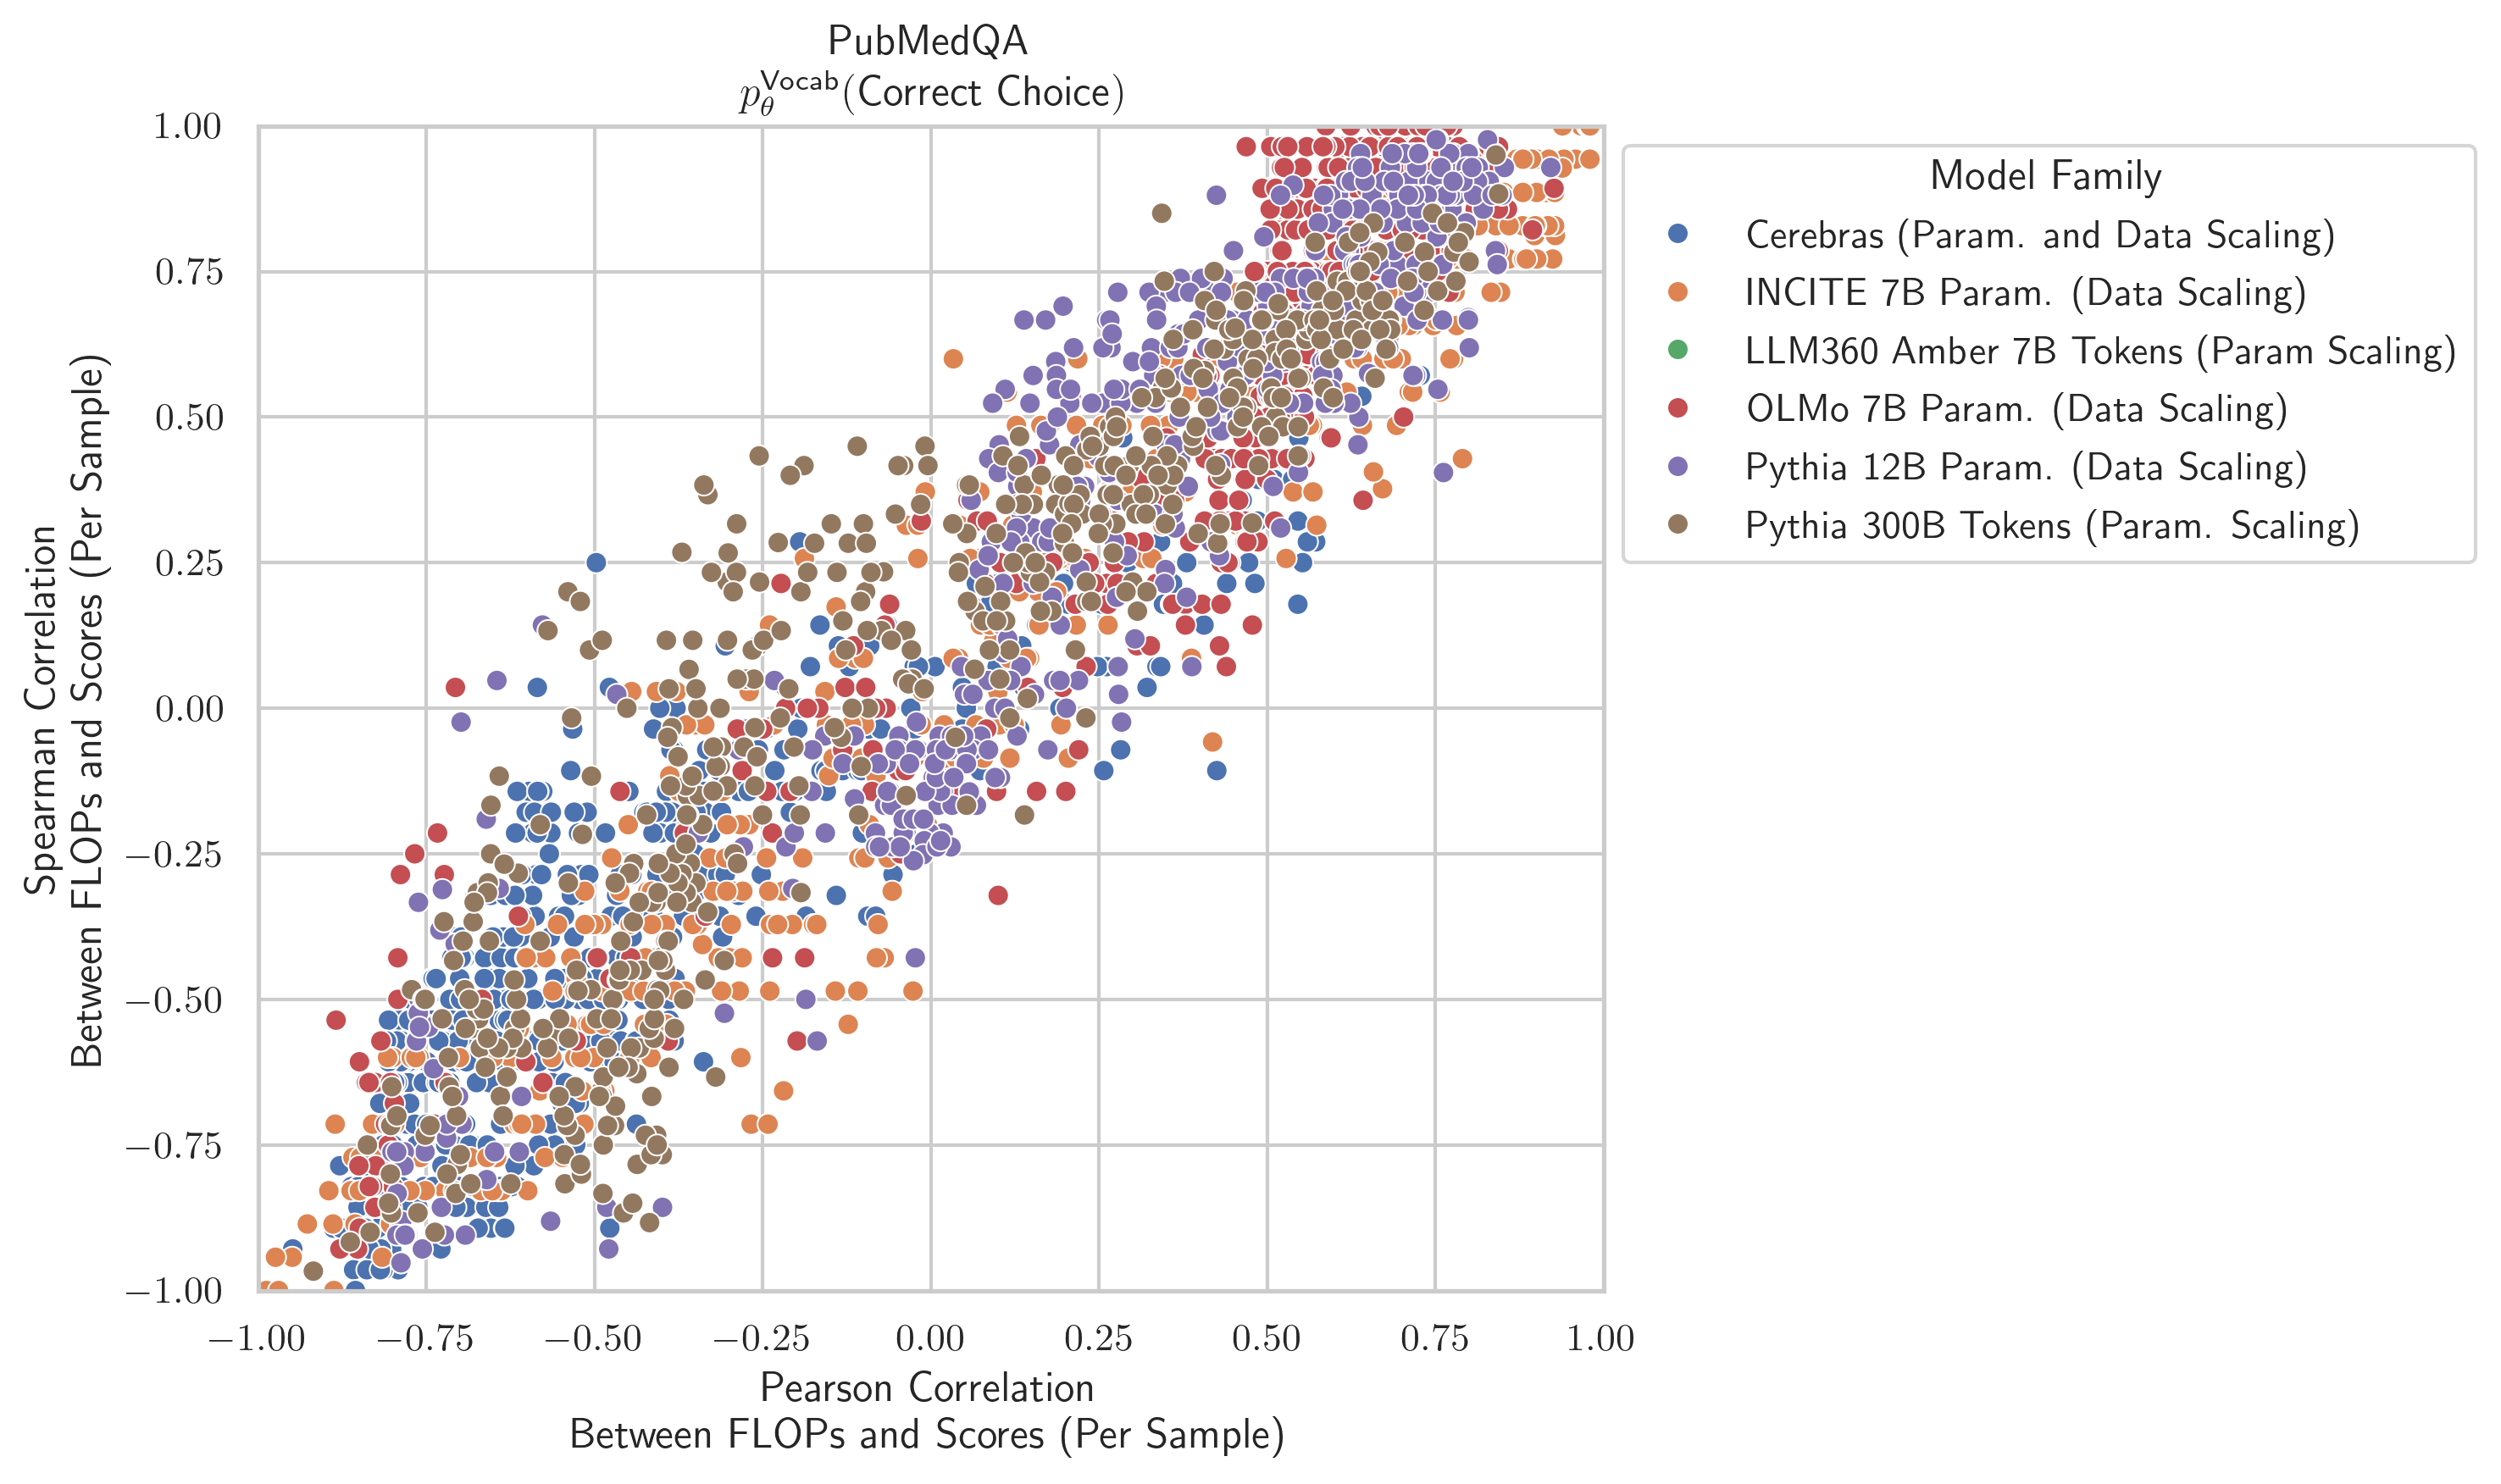 PubMedQA
p_θ^Vocab(Correct Choice)
1.00
0.75
0.50
0.25
0.00
−0.25
−0.50
−0.75
−1.00
Spearman Correlation
Between FLOPs and Scores (Per Sample)
−1.00 −0.75 −0.50 −0.25 0.00 0.25 0.50 0.75 1.00
Pearson Correlation
Between FLOPs and Scores (Per Sample)
Model Family
Cerebras (Param. and Data Scaling)
INCITE 7B Param. (Data Scaling)
LLM360 Amber 7B Tokens (Param Scaling)
OLMo 7B Param. (Data Scaling)
Pythia 12B Param. (Data Scaling)
Pythia 300B Tokens (Param. Scaling)